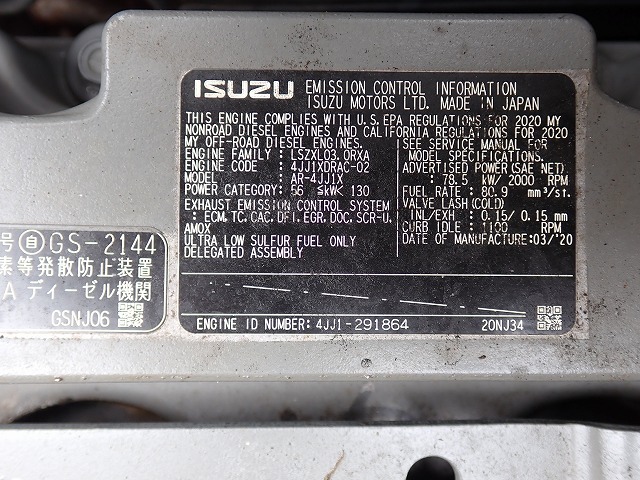 ISUZU EMISSION CONTROL INFORMATION
ISUZU MOTORS LTD. MADE IN JAPAN
THIS ENGINE COMPLIES WITH U.S.EPA REGULATIONS FOR 2020 MY
NONROAD DIESEL ENGINES AND CALIFORNIA REGULATIONS FOR 2020
MY OFF-ROAD DIESEL ENGINES.
ENGINE FAMILY : LSZXL03.0RXA
ENGINE CODE : 4JJ1XDRAC-02
MODEL : AR-4JJ1X
POWER CATEGORY: 56 ≦kW< 130
EXHAUST EMISSION CONTROL SYSTEM
: ECM, TC, CAC, DFI, EGR, DOC, SCR-U,
AMOX
ULTRA LOW SULFUR FUEL ONLY
DELEGATED ASSEMBLY
SEE SERVICE MANUAL FOR
MODEL SPECIFICATIONS.
ADVERTISED POWER(SAE NET)
: 78.5 kW/ 2000 RPM
FUEL RATE: 80.9 mm³/st.
VALVE LASH(COLD)
INL/EXH : 0.15/ 0.15 mm
CURB IDLE : 1100 RPM
DATE OF MANUFACTURE:03/'20
ENGINE ID NUMBER: 4JJ1-291864 20NJ34
号 自 GS-2144
素等発散防止装置
A ディーゼル機関
GSNJ06